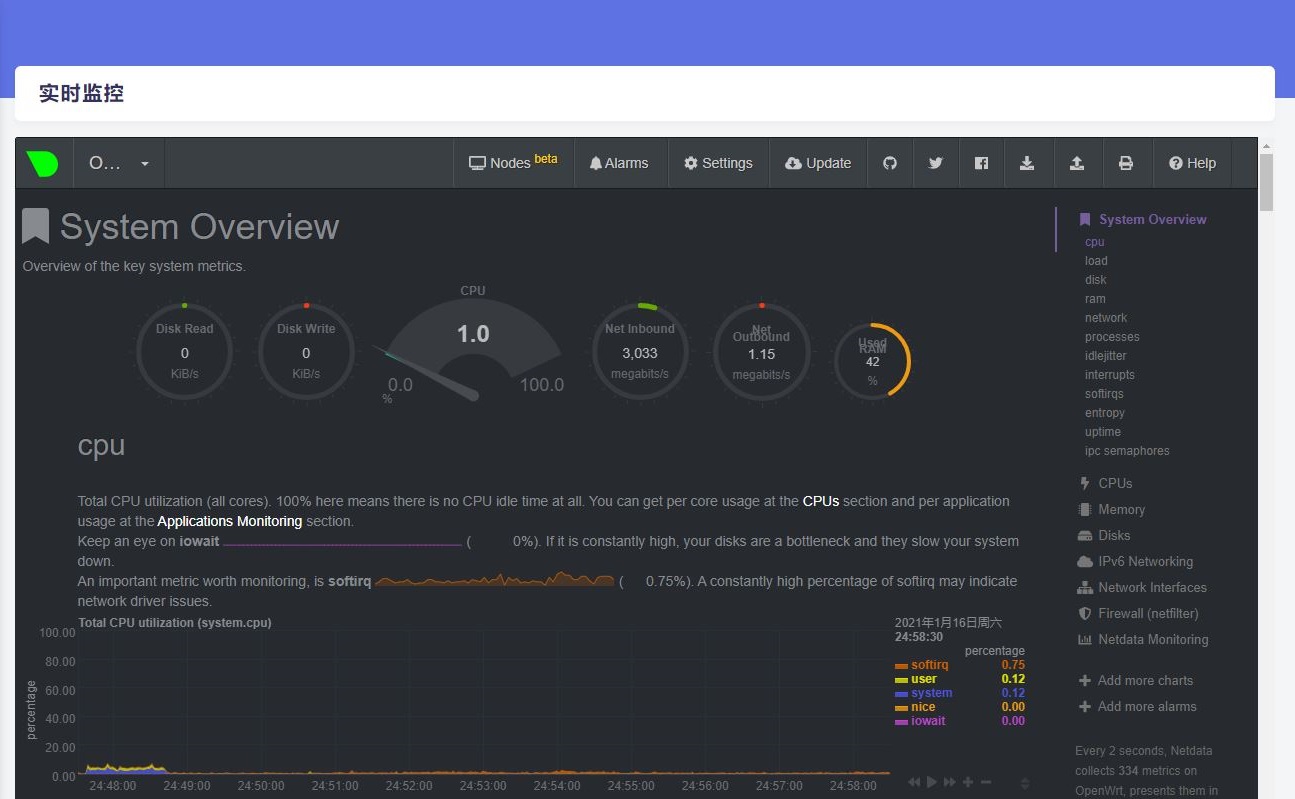 实时监控
O...
Nodes beta
Alarms
Settings
Update
Help
System Overview
Overview of the key system metrics.
Disk Read
0
KiB/s
Disk Write
0
KiB/s
CPU
1.0
0.0
100.0
%
Net Inbound
3,033
megabits/s
Net
Outbound
1.15
megabits/s
Used
RAM
42
%
cpu
Total CPU utilization (all cores). 100% here means there is no CPU idle time at all. You can get per core usage at the CPUs section and per application
usage at the Applications Monitoring section.
Keep an eye on iowait ( 0%). If it is constantly high, your disks are a bottleneck and they slow your system
down.
An important metric worth monitoring, is softirq ( 0.75%). A constantly high percentage of softirq may indicate
network driver issues.
Total CPU utilization (system.cpu)
100.00
80.00
60.00
40.00
20.00
0.00
percentage
24:48:00 24:49:00 24:50:00 24:51:00 24:52:00 24:53:00 24:54:00 24:55:00 24:56:00 24:57:00 24:58:00
2021年1月16日周六
24:58:30
percentage
softirq 0.75
user 0.12
system 0.12
nice 0.00
iowait 0.00
System Overview
cpu
load
disk
ram
network
processes
idlejitter
interrupts
softirqs
entropy
uptime
ipc semaphores
CPUs
Memory
Disks
IPv6 Networking
Network Interfaces
Firewall (netfilter)
Netdata Monitoring
Add more charts
Add more alarms
Every 2 seconds, Netdata
collects 334 metrics on
OpenWrt, presents them in